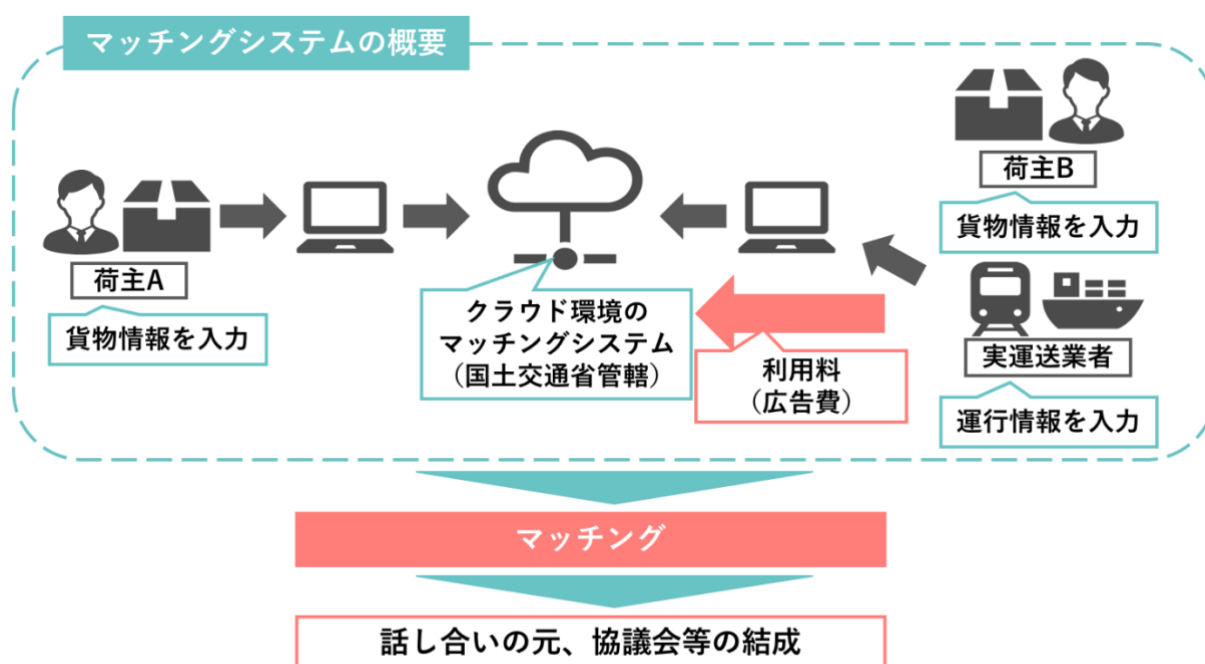 マッチングシステムの概要
荷主A
貨物情報を入力
クラウド環境の
マッチングシステム
（国土交通省管轄）
利用料
（広告費）
荷主B
貨物情報を入力
実運送業者
運行情報を入力
マッチング
話し合いの元、協議会等の結成